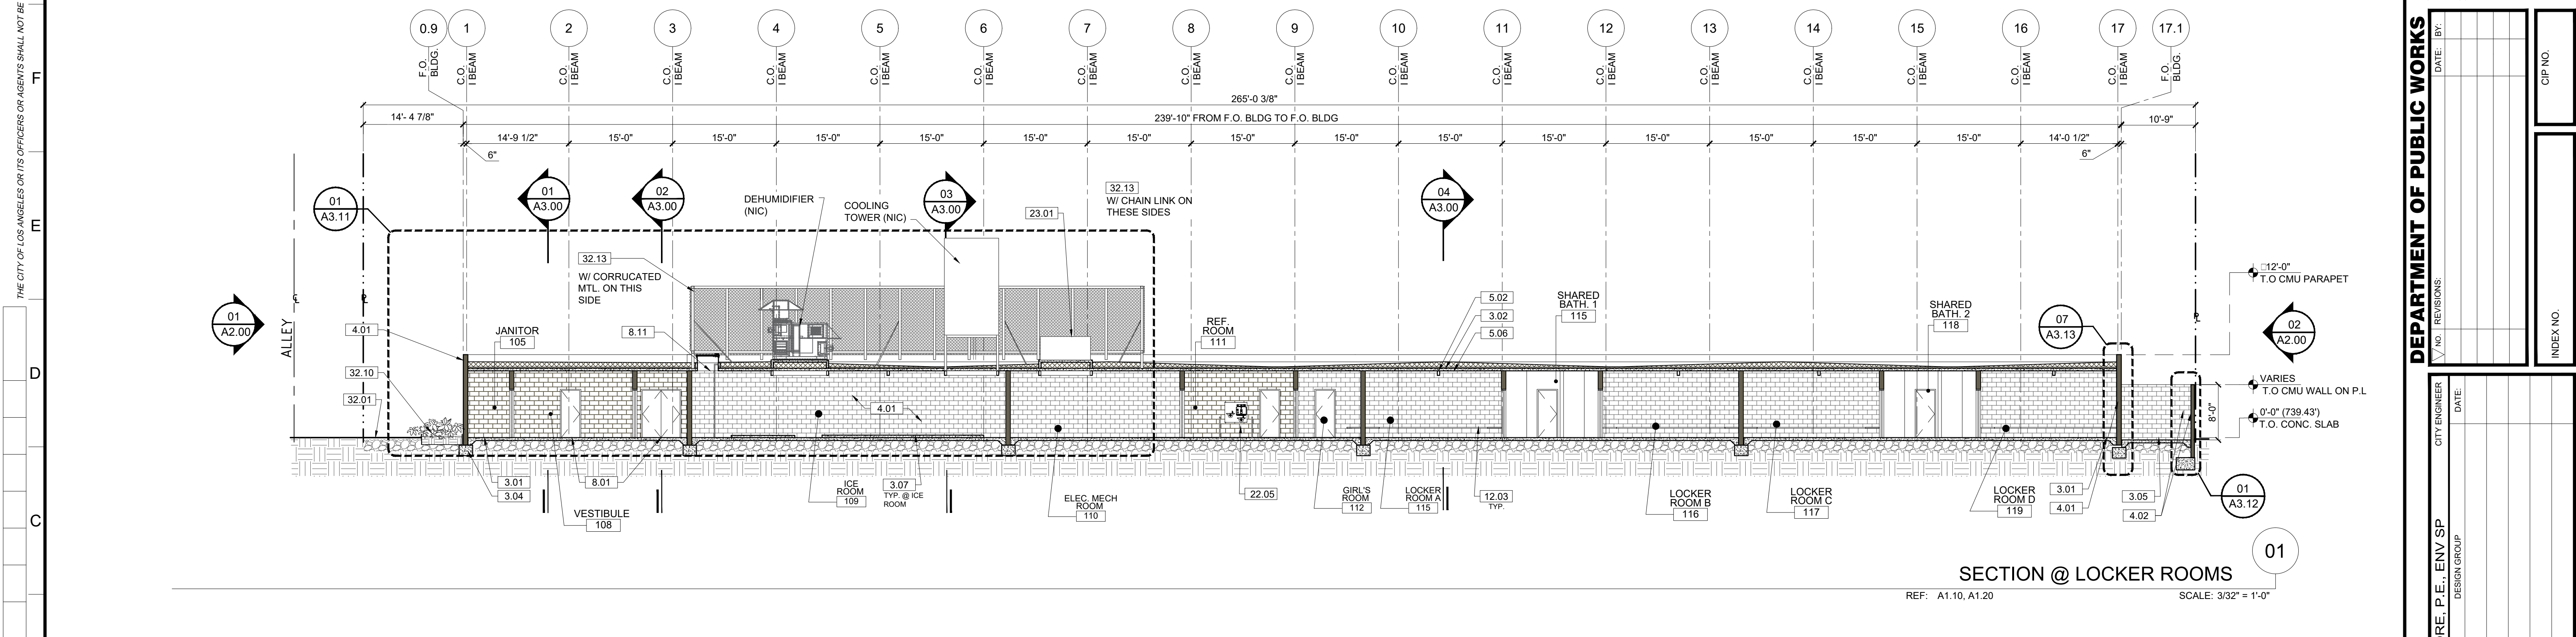 THE CITY OF LOS ANGELES OR ITS OFFICERS OR AGENTS SHALL NOT BE
F
E
D
C
0.9
1
2
3
4
5
6
7
8
9
10
11
12
13
14
15
16
17
17.1
F.O.
BLDG.
C.O.
I BEAM
C.O.
I BEAM
C.O.
I BEAM
C.O.
I BEAM
C.O.
I BEAM
C.O.
I BEAM
C.O.
I BEAM
C.O.
I BEAM
C.O.
I BEAM
C.O.
I BEAM
C.O.
I BEAM
C.O.
I BEAM
C.O.
I BEAM
C.O.
I BEAM
C.O.
I BEAM
C.O.
I BEAM
C.O.
I BEAM
F.O.
BLDG.
265'-0 3/8"
14'- 4 7/8"
239'-10" FROM F.O. BLDG TO F.O. BLDG
10'-9"
14'-9 1/2"
15'-0"
15'-0"
15'-0"
15'-0"
15'-0"
15'-0"
15'-0"
15'-0"
15'-0"
15'-0"
15'-0"
15'-0"
15'-0"
15'-0"
14'-0 1/2"
6"
6"
01
A3.11
01
A3.00
02
A3.00
DEHUMIDIFIER
(NIC)
COOLING
TOWER (NIC)
03
A3.00
23.01
32.13
W/ CHAIN LINK ON
THESE SIDES
04
A3.00
32.13
W/ CORRUCATED
MTL. ON THIS
SIDE
01
A2.00
ALLEY
4.01
32.10
32.01
JANITOR
105
8.11
REF.
ROOM
111
5.02
3.02
5.06
SHARED
BATH. 1
115
SHARED
BATH. 2
118
07
A3.13
02
A2.00
12'-0"
T.O CMU PARAPET
VARIES
T.O CMU WALL ON P.L
0'-0" (739.43')
T.O. CONC. SLAB
8'-0"
4.01
3.01
3.04
8.01
VESTIBULE
108
ICE
ROOM
109
3.07
TYP. @ ICE
ROOM
ELEC. MECH
ROOM
110
22.05
GIRL'S
ROOM
112
LOCKER
ROOM A
115
12.03
TYP.
LOCKER
ROOM B
116
LOCKER
ROOM C
117
LOCKER
ROOM D
119
3.01
4.01
3.05
4.02
01
A3.12
01
SECTION @ LOCKER ROOMS
REF: A1.10, A1.20
SCALE: 3/32" = 1'-0"
DEPARTMENT OF PUBLIC WORKS
NO. REVISIONS: DATE: BY:
CIP NO.
INDEX NO.
CITY ENGINEER
DATE:
P.E., ENV SP
DESIGN GROUP